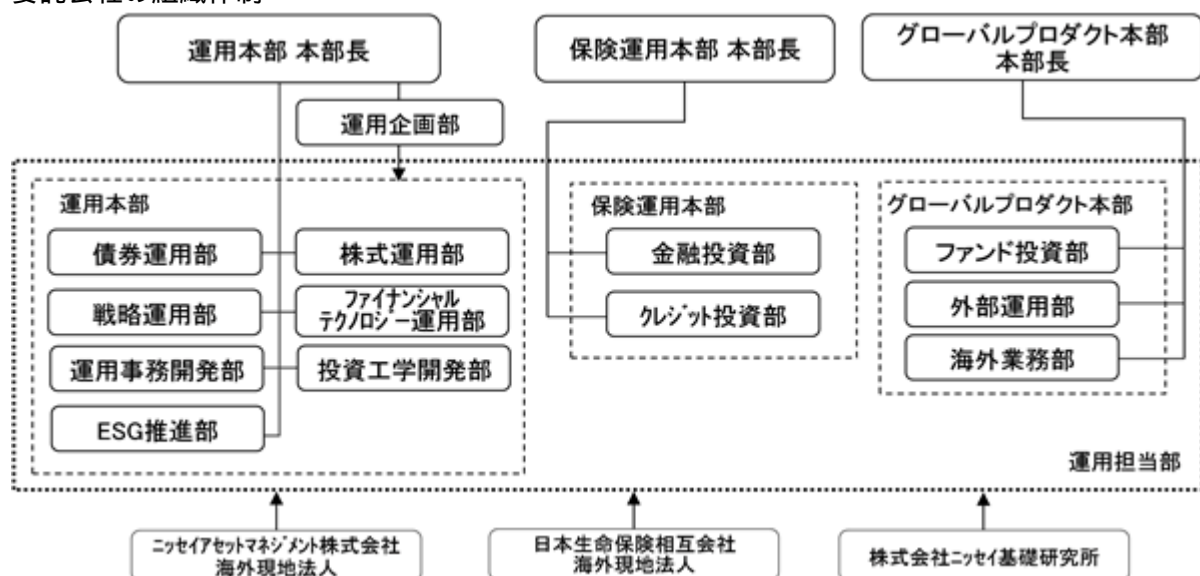 運用本部 本部長
保険運用本部 本部長
グローバルプロダクト本部
本部長
運用企画部
運用本部
債券運用部
株式運用部
戦略運用部
ファイナンシャル
テクノロジー運用部
運用事務開発部
投資工学開発部
ESG推進部
保険運用本部
金融投資部
クレジット投資部
グローバルプロダクト本部
ファンド投資部
外部運用部
海外業務部
運用担当部
ニッセイアセットマネジメント株式会社
海外現地法人
日本生命保険相互会社
海外現地法人
株式会社ニッセイ基礎研究所